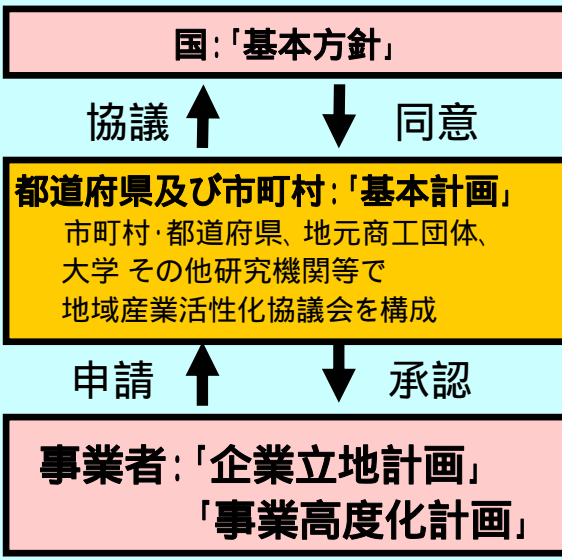 国:「基本方針」
協議 同意
都道府県及び市町村:「基本計画」
市町村・都道府県、地元商工団体、
大学 その他研究機関等で
地域産業活性化協議会を構成
申請 承認
事業者:「企業立地計画」
「事業高度化計画」